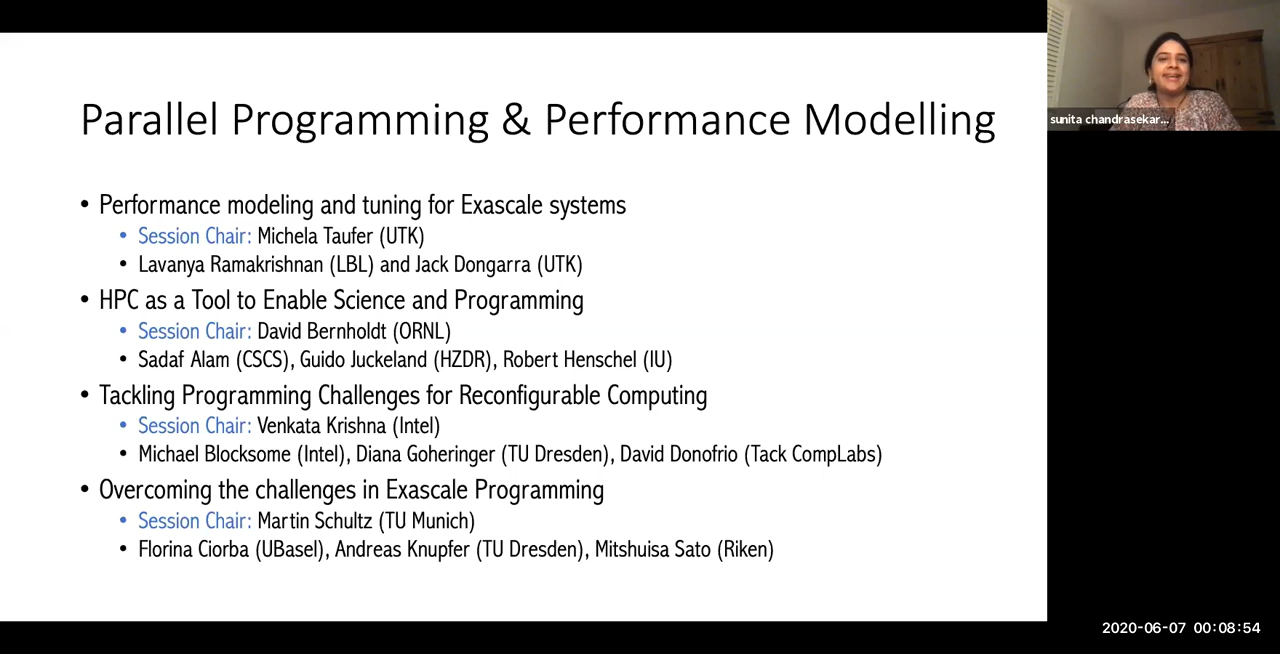 Parallel Programming & Performance Modelling
• Performance modeling and tuning for Exascale systems
• Session Chair: Michela Taufer (UTK)
• Lavanya Ramakrishnan (LBL) and Jack Dongarra (UTK)
• HPC as a Tool to Enable Science and Programming
• Session Chair: David Bernholdt (ORNL)
• Sadaf Alam (CSCS), Guido Juckeland (HZDR), Robert Henschel (IU)
• Tackling Programming Challenges for Reconfigurable Computing
• Session Chair: Venkata Krishna (Intel)
• Michael Blocksome (Intel), Diana Goheringer (TU Dresden), David Donofrio (Tack CompLabs)
• Overcoming the challenges in Exascale Programming
• Session Chair: Martin Schultz (TU Munich)
• Florina Ciorba (UBasel), Andreas Knupfer (TU Dresden), Mitshuisa Sato (Riken)
sunita chandrasekar...
2020-06-07 00:08:54